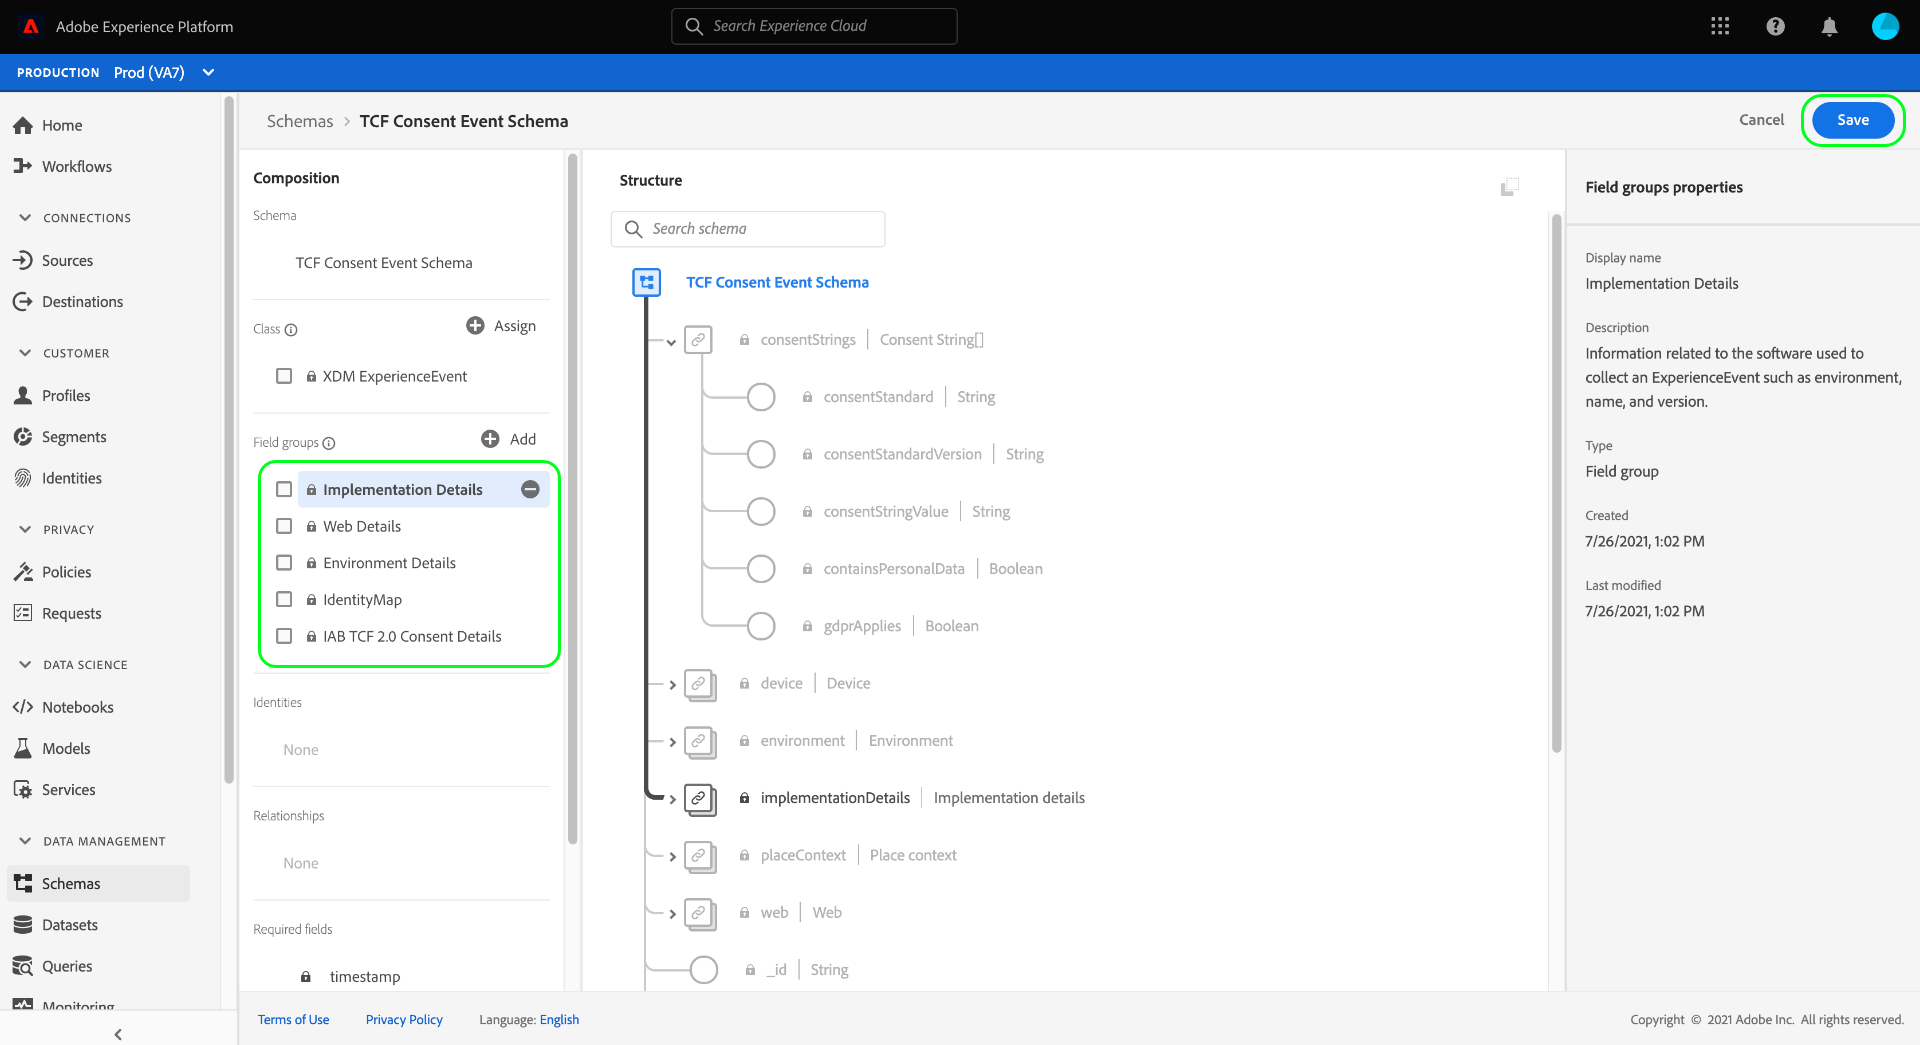 Adobe Experience Platform
Search Experience Cloud
PRODUCTION Prod (VA7)
Home
Workflows
CONNECTIONS
Sources
Destinations
CUSTOMER
Profiles
Segments
Identities
PRIVACY
Policies
Requests
DATA SCIENCE
Notebooks
Models
Services
DATA MANAGEMENT
Schemas
Datasets
Queries
Monitoring
Schemas > TCF Consent Event Schema
Cancel
Save
Composition
Schema
TCF Consent Event Schema
Class
Assign
XDM ExperienceEvent
Field groups
Add
Implementation Details
Web Details
Environment Details
IdentityMap
IAB TCF 2.0 Consent Details
Identities
None
Relationships
None
Required fields
timestamp
Structure
Search schema
TCF Consent Event Schema
consentStrings | Consent String[]
consentStandard | String
consentStandardVersion | String
consentStringValue | String
containsPersonalData | Boolean
gdprApplies | Boolean
device | Device
environment | Environment
implementationDetails | Implementation details
placeContext | Place context
web | Web
_id | String
Field groups properties
Display name
Implementation Details
Description
Information related to the software used to
collect an ExperienceEvent such as environment,
name, and version.
Type
Field group
Created
7/26/2021, 1:02 PM
Last modified
7/26/2021, 1:02 PM
Terms of Use
Privacy Policy
Language: English
Copyright © 2021 Adobe Inc. All rights reserved.